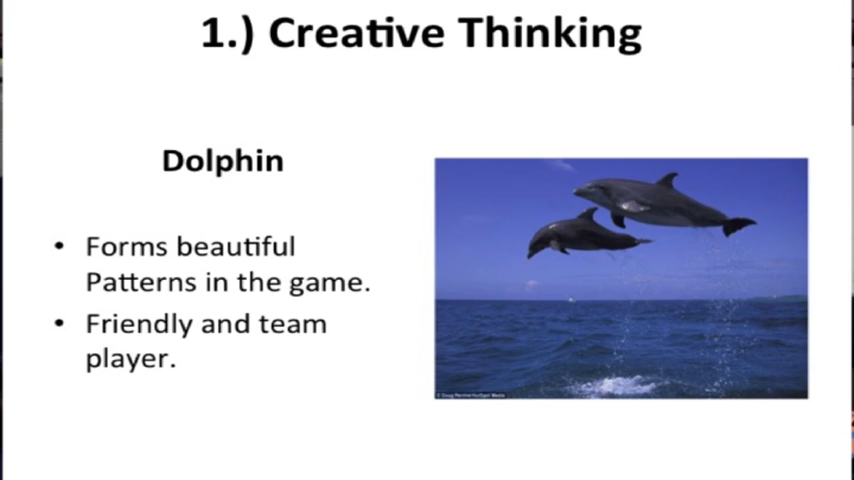 1.) Creative Thinking
Dolphin
• Forms beautiful
Patterns in the game.
• Friendly and team
player.